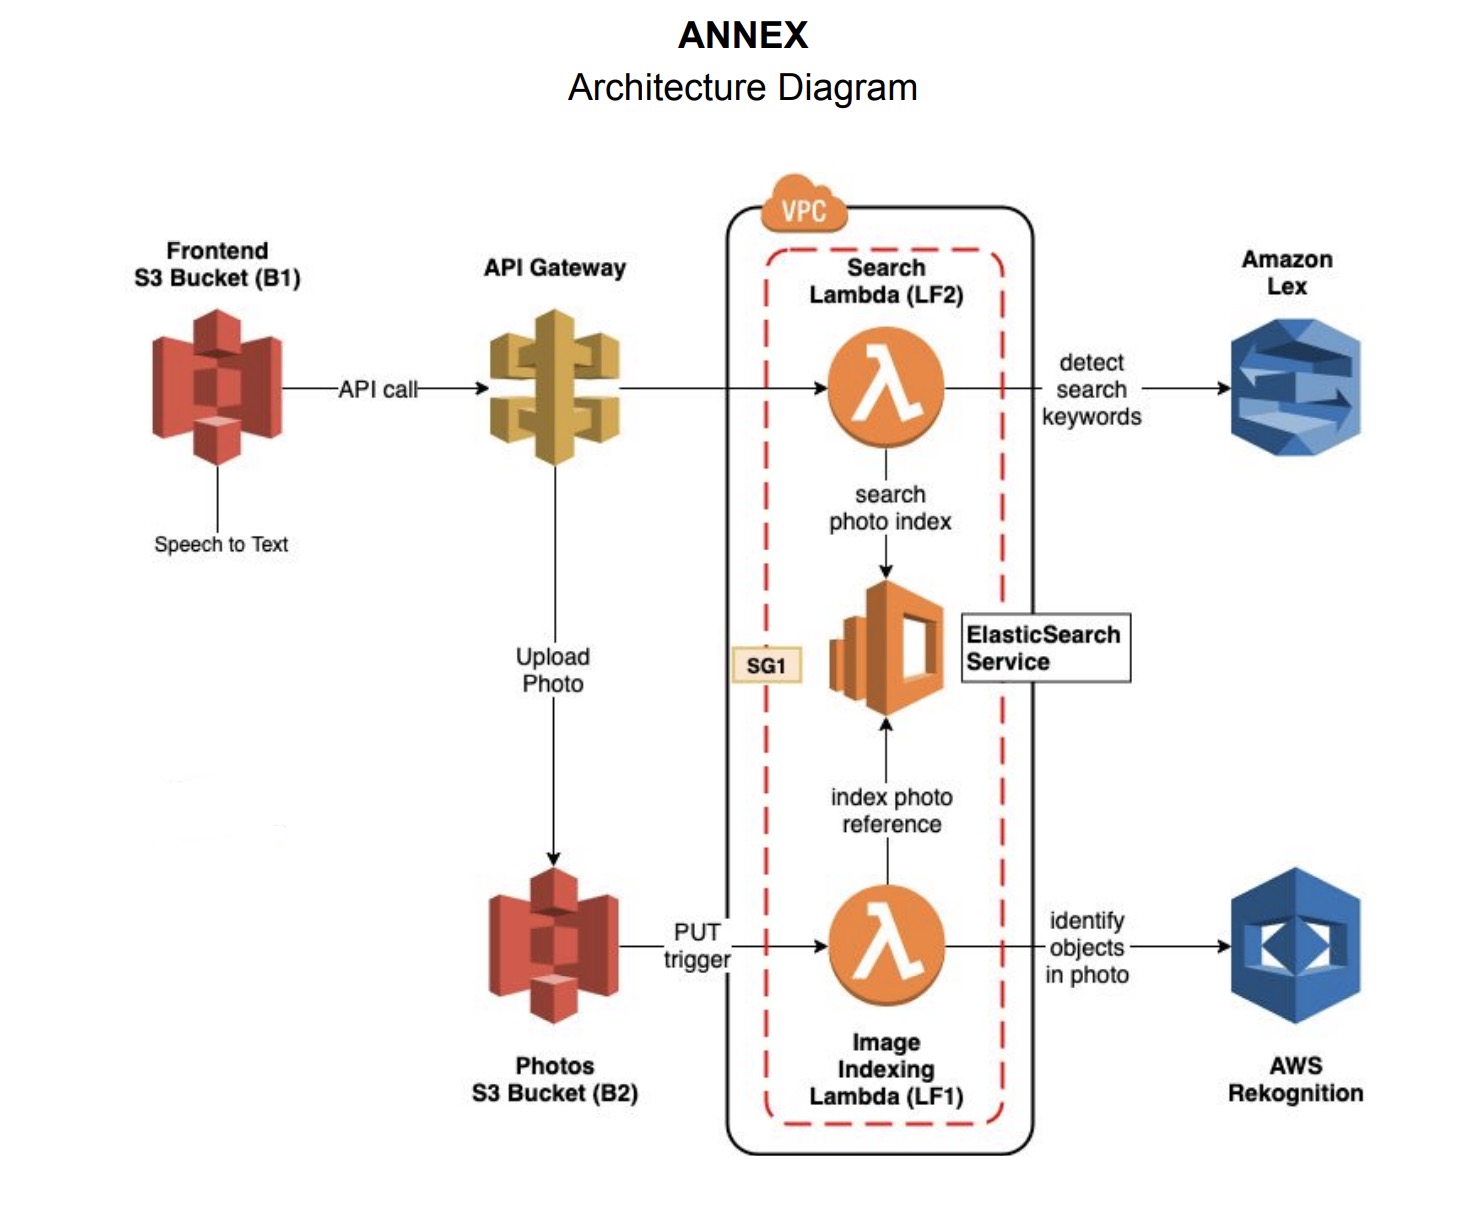 ANNEX
Architecture Diagram
VPC
Frontend
S3 Bucket (B1)
API Gateway
Search
Lambda (LF2)
Amazon
Lex
API call
detect
search
keywords
Speech to Text
search
photo index
Upload
Photo
SG1
ElasticSearch
Service
index photo
reference
PUT
trigger
identify
objects
in photo
Photos
S3 Bucket (B2)
Image
Indexing
Lambda (LF1)
AWS
Rekognition